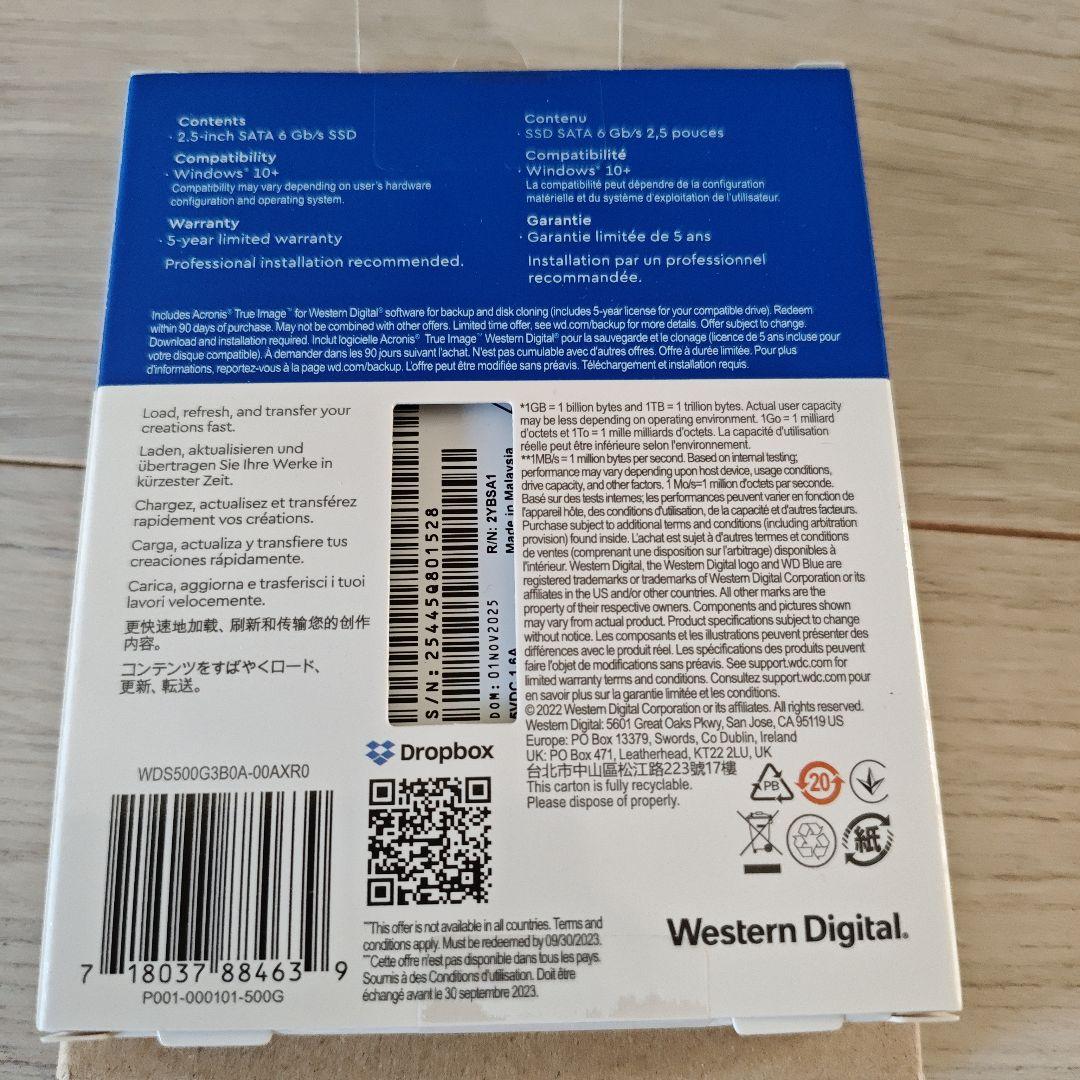 Contents
· 2.5-inch SATA 6 Gb/s SSD
Compatibility
· Windows® 10+
Compatibility may vary depending on user's hardware
configuration and operating system.
Warranty
· 5-year limited warranty
Professional installation recommended.
Contenu
· SSD SATA 6 Gb/s 2,5 pouces
Compatibilité
· Windows® 10+
La compatibilité peut dépendre de la configuration
matérielle et du système d'exploitation de l'utilisateur.
Garantie
· Garantie limitée de 5 ans
Installation par un professionnel
recommandée.
Includes Acronis® True Image™ for Western Digital® software for backup and disk cloning (includes 5-year license for your compatible drive). Redeem
within 90 days of purchase. May not be combined with other offers. Limited time offer, see wd.com/backup for more details. Offer subject to change.
Download and installation required. Inclut logicielle Acronis® True Image™ Western Digital® pour la sauvegarde et le clonage (licence de 5 ans incluse pour
votre disque compatible). À demander dans les 90 jours suivant l'achat. N'est pas cumulable avec d'autres offres. Offre à durée limitée. Pour plus
d'informations, reportez-vous à la page wd.com/backup. L'offre peut être modifiée sans préavis. Téléchargement et installation requis.
Load, refresh, and transfer your
creations fast.
Laden, aktualisieren und
übertragen Sie Ihre Werke in
kürzester Zeit.
Chargez, actualisez et transférez
rapidement vos créations.
Carga, actualiza y transfiere tus
creaciones rápidamente.
Carica, aggiorna e trasferisci i tuoi
lavori velocemente.
更快速地加载、刷新和传输您的创作
内容。
コンテンツをすばやくロード、
更新、転送。
S/N: 25445Q801528
DOM: 01NOV2025
R/N: 2YBSA1
5VDC 1.6A
Made in Malaysia
*1GB = 1 billion bytes and 1TB = 1 trillion bytes. Actual user capacity
may be less depending on operating environment. 1Go = 1 milliard
d'octets et 1To = 1 mille milliards d'octets. La capacité d'utilisation
réelle peut être inférieure selon l'environnement.
**1MB/s = 1 million bytes per second. Based on internal testing;
performance may vary depending upon host device, usage conditions,
drive capacity, and other factors. 1 Mo/s=1 million d'octets par seconde.
Basé sur des tests internes; les performances peuvent varier en fonction de
l'appareil hôte, des conditions d'utilisation, de la capacité et d'autres facteurs.
Purchase subject to additional terms and conditions (including arbitration
provision) found inside. L'achat est sujet à d'autres termes et conditions
de ventes (comprenant une disposition sur l'arbitrage) disponibles à
l'intérieur. Western Digital, the Western Digital logo and WD Blue are
registered trademarks or trademarks of Western Digital Corporation or its
affiliates in the US and/or other countries. All other marks are the
property of their respective owners. Components and pictures shown
may vary from actual product. Product specifications subject to change
without notice. Les composants et les illustrations peuvent présenter des
différences avec le produit réel. Les spécifications des produits peuvent
faire l'objet de modifications sans préavis. See support.wdc.com for
limited warranty terms and conditions. Consultez support.wdc.com pour
en savoir plus sur la garantie limitée et les conditions.
© 2022 Western Digital Corporation or its affiliates. All rights reserved.
Western Digital: 5601 Great Oaks Pkwy, San Jose, CA 95119 US
Europe: PO Box 13379, Swords, Co Dublin, Ireland
UK: PO Box 471, Leatherhead, KT22 2LU, UK
台北市中山區松江路223號17樓
This carton is fully recyclable.
Please dispose of properly.
PB
20
紙
Dropbox
WDS500G3B0A-00AXR0
7 18037 88463 9
P001-000101-500G
***This offer is not available in all countries. Terms and
conditions apply. Must be redeemed by 09/30/2023.
***Cette offre n'est pas disponible dans tous les pays.
Soumis à des Conditions d'utilisation. Doit être
échangé avant le 30 septembre 2023.
Western Digital®